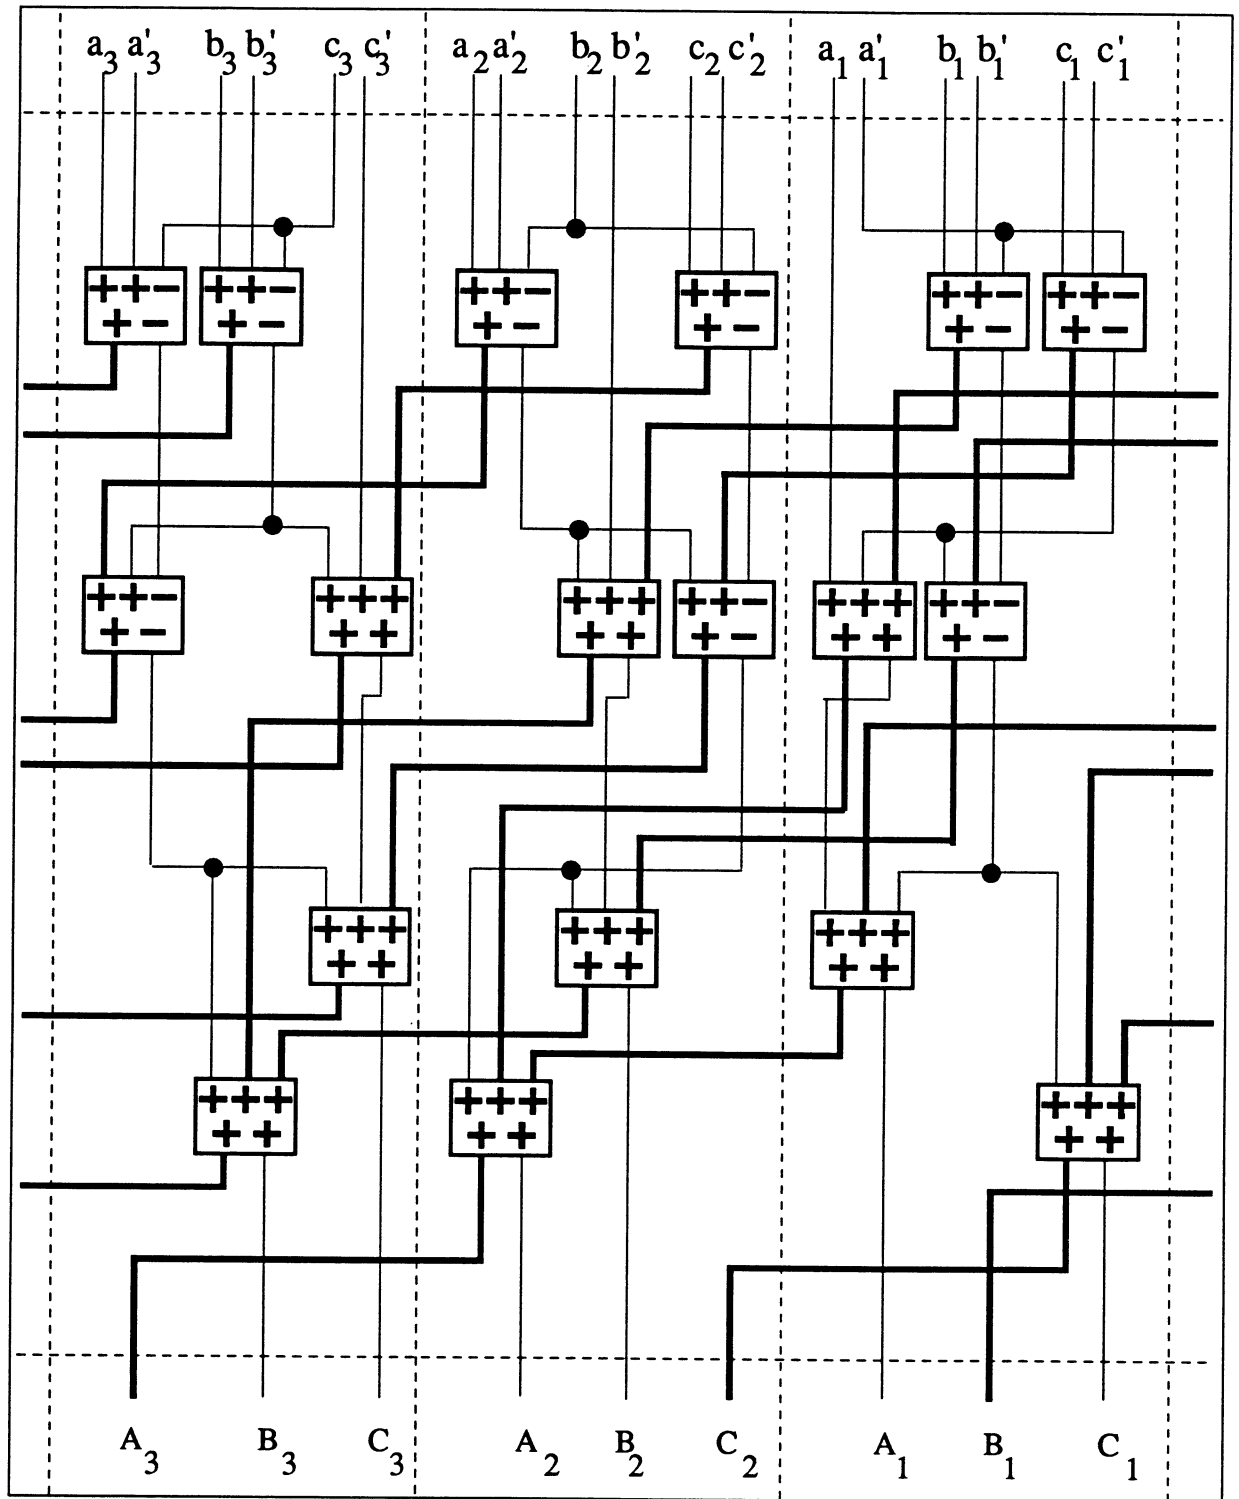 a₃ a'₃ b₃ b'₃ c₃ c'₃ a₂ a'₂ b₂ b'₂ c₂ c'₂ a₁ a'₁ b₁ b'₁ c₁ c'₁
+ + − + + − + + − + + − + + − + + −
+ − + − + − + − + − + −
+ + − + + + + + + + + − + + + + + −
+ − + + + + + − + + + −
+ + + + + + + + +
+ + + + + +
+ + + + + + + + +
+ + + + + +
A₃ B₃ C₃ A₂ B₂ C₂ A₁ B₁ C₁